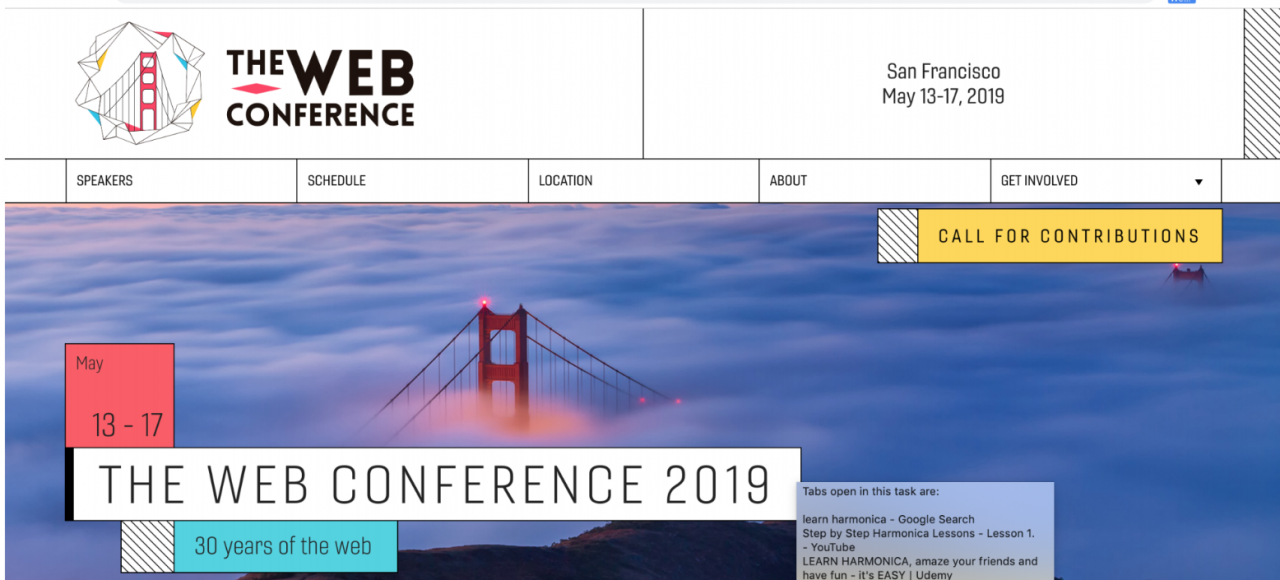 THE WEB
CONFERENCE
San Francisco
May 13-17, 2019
SPEAKERS
SCHEDULE
LOCATION
ABOUT
GET INVOLVED
CALL FOR CONTRIBUTIONS
May
13 - 17
THE WEB CONFERENCE 2019
30 years of the web
Tabs open in this task are:
learn harmonica - Google Search
Step by Step Harmonica Lessons - Lesson 1.
- YouTube
LEARN HARMONICA, amaze your friends and
have fun - it's EASY | Udemy